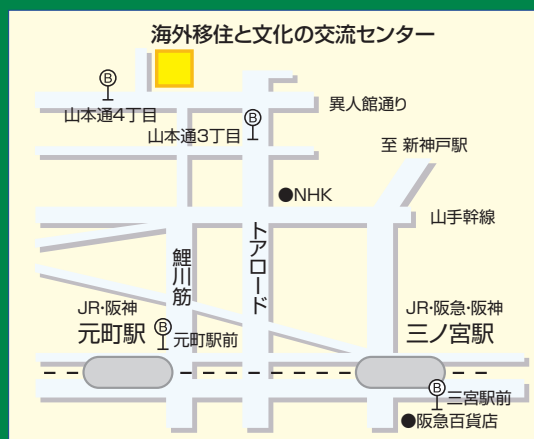 海外移住と文化の交流センター
Ⓑ
山本通4丁目
Ⓑ
山本通3丁目
異人館通り
至 新神戸駅
●NHK
山手幹線
鯉川筋
トアロード
JR・阪神
元町駅
Ⓑ
元町駅前
JR・阪急・阪神
三ノ宮駅
Ⓑ
三宮駅前
●阪急百貨店